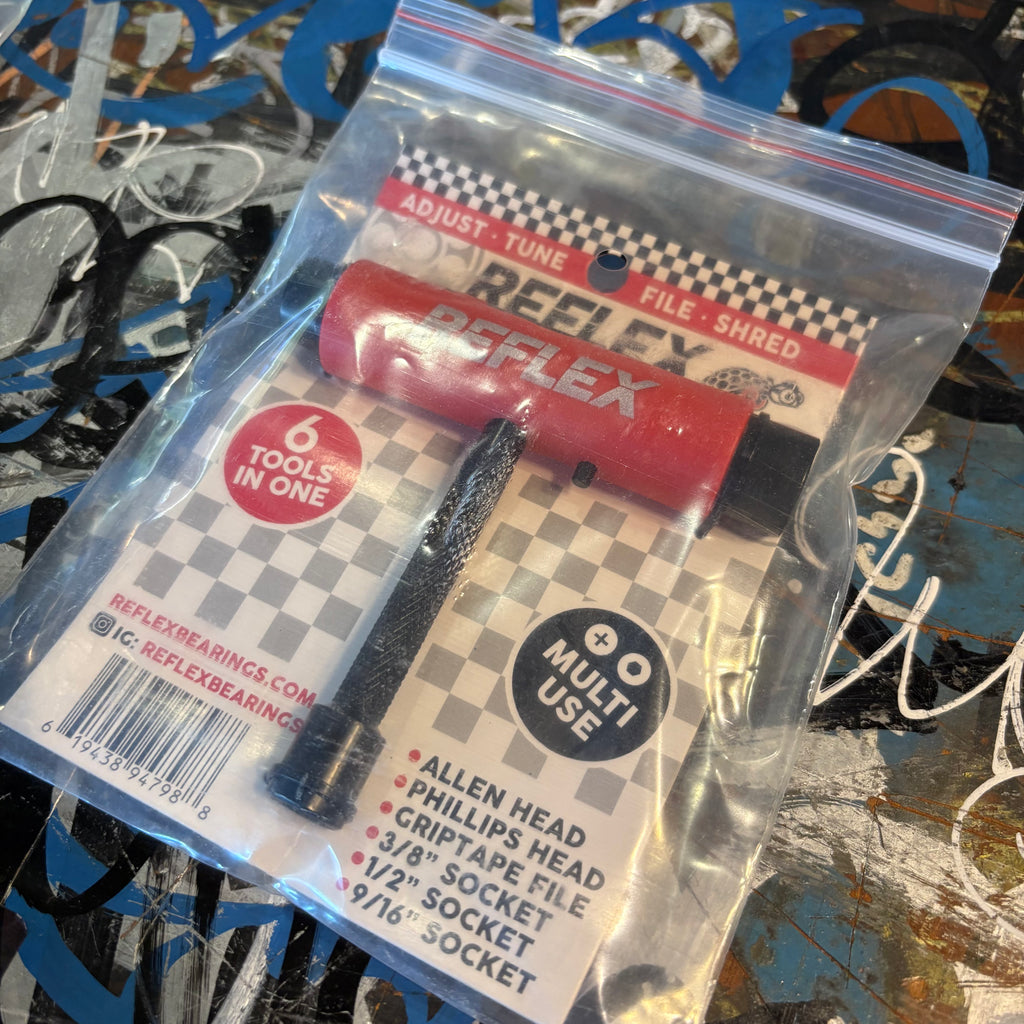 ADJUST · TUNE FILE · SHRED
REFLEX
REFLEX
6
TOOLS
IN ONE
MULTI
USE
REFLEXBEARINGS.COM
IG: REFLEXBEARINGS
6 19438 94798 8
ALLEN HEAD
PHILLIPS HEAD
GRIPTAPE FILE
3/8” SOCKET
1/2” SOCKET
9/16” SOCKET